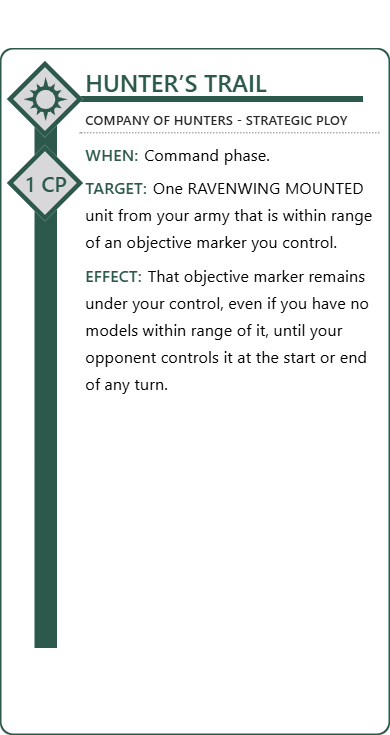 HUNTER’S TRAIL
COMPANY OF HUNTERS - STRATEGIC PLOY
1 CP
WHEN: Command phase.
TARGET: One RAVENWING MOUNTED
unit from your army that is within range
of an objective marker you control.
EFFECT: That objective marker remains
under your control, even if you have no
models within range of it, until your
opponent controls it at the start or end
of any turn.